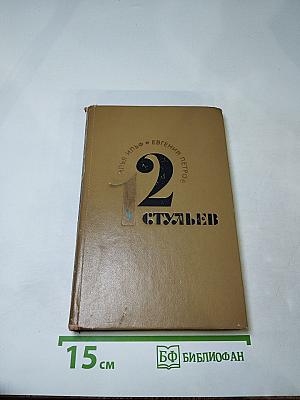 ИЛЬЯ ИЛЬФ • ЕВГЕНИЙ ПЕТРОВ
12
СТУЛЬЕВ
15 см
БФ БИБЛИОФАН